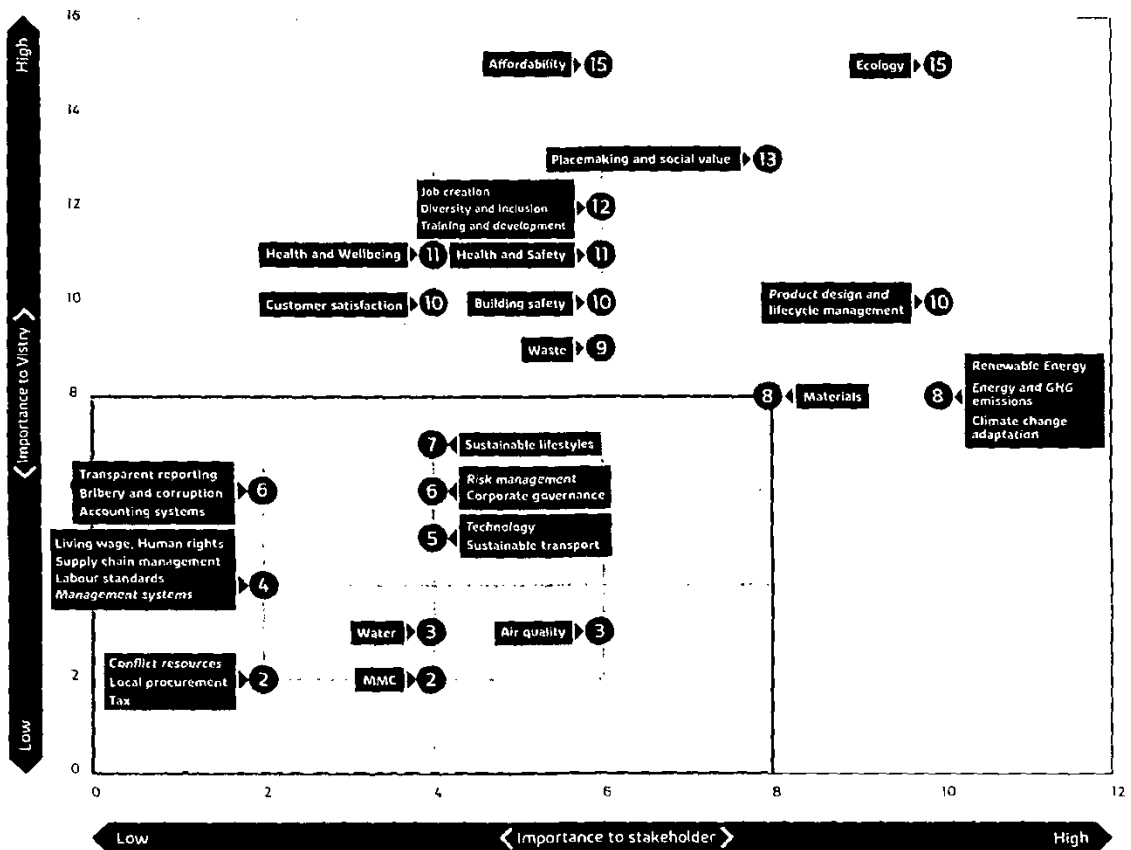 16
High
Affordability 15
Ecology 15
14
Placemaking and social value 13
12
Job creation
Diversity and inclusion
Training and development
12
Health and Wellbeing 11
Health and Safety 11
10
Customer satisfaction 10
Building safety 10
Product design and
lifecycle management
10
Waste 9
Importance to Vistry
8
8 Materials
8
Renewable Energy
Energy and GHG
emissions
Climate change
adaptation
7 Sustainable lifestyles
Transparent reporting
Bribery and corruption
Accounting systems
6
6
Risk management
Corporate governance
5
Technology
Sustainable transport
Living wage, Human rights
Supply chain management
Labour standards
Management systems
4
Water 3
Air quality 3
Conflict resources
Local procurement
Tax
2
MMC 2
2
Low
0
0 2 4 6 8 10 12
Low Importance to stakeholder High